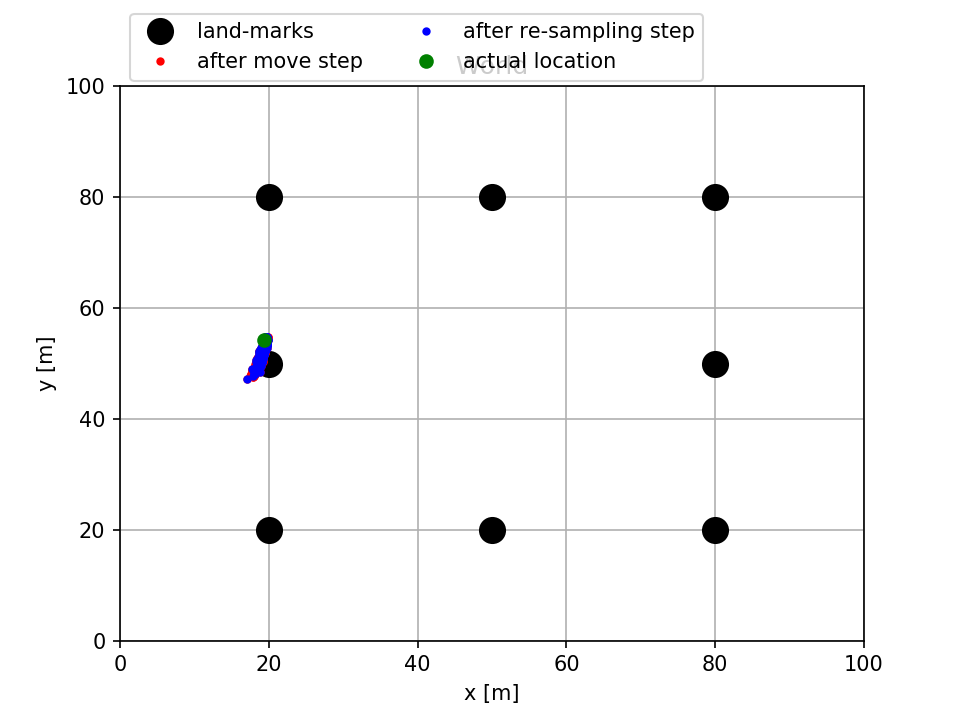 land-marks
after re-sampling step
after move step
actual location
World
100
80
60
40
20
0
y [m]
0 20 40 60 80 100
x [m]